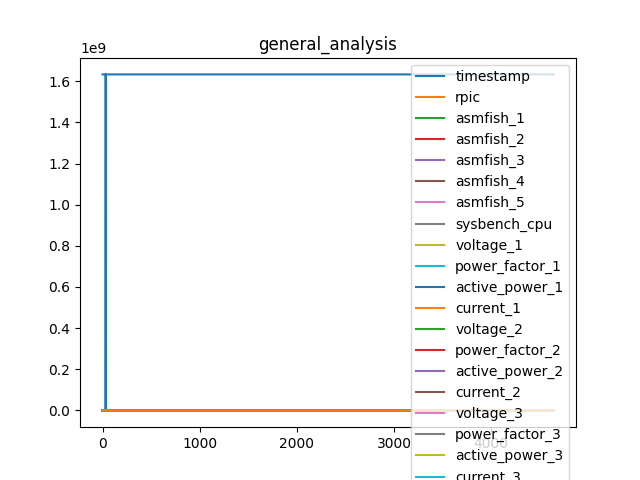 general_analysis
1e9
1.6
1.4
1.2
1.0
0.8
0.6
0.4
0.2
0.0
0
1000
2000
3000
4000
timestamp
rpic
asmfish_1
asmfish_2
asmfish_3
asmfish_4
asmfish_5
sysbench_cpu
voltage_1
power_factor_1
active_power_1
current_1
voltage_2
power_factor_2
active_power_2
current_2
voltage_3
power_factor_3
active_power_3
current_3